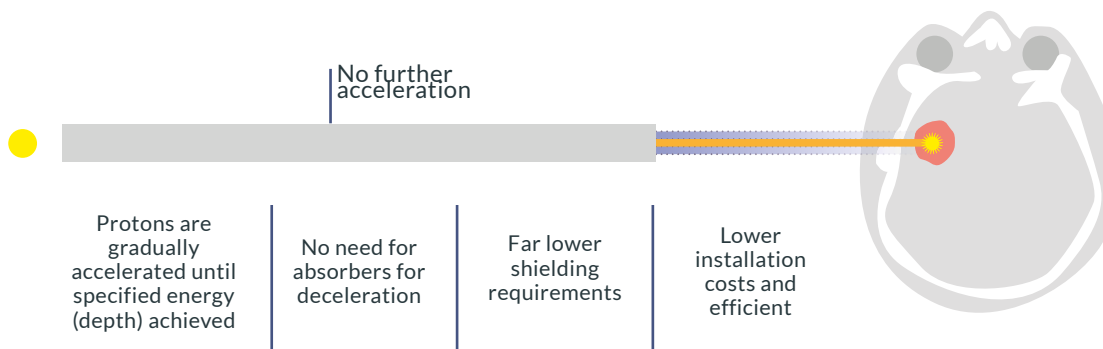 No further
acceleration
Protons are
gradually
accelerated until
specified energy
(depth) achieved
No need for
absorbers for
deceleration
Far lower
shielding
requirements
Lower
installation
costs and
efficient